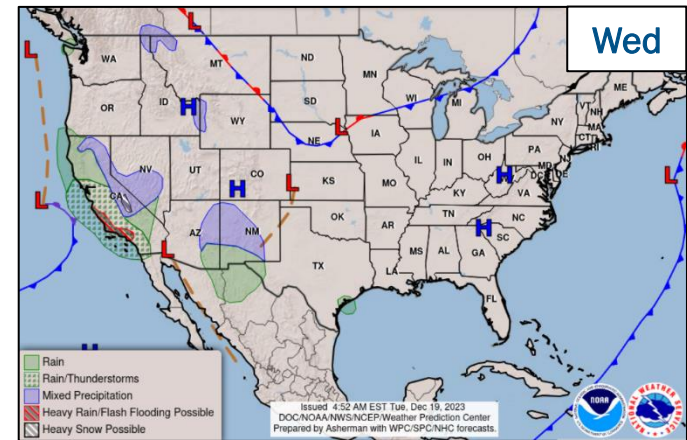 Wed
L
L
WA
MT
ND
MN
ME
OR
ID
H
WY
SD
WI
MI
VT
NH
NY
MA
CT
RI
L
NE
IA
PA
NJ
L
NV
UT
CO
H
L
KS
MO
IL
IN
OH
H
MD
DC
DE
VA
KY
L
CA
AZ
NM
OK
AR
TN
NC
H
SC
L
TX
LA
MS
AL
GA
FL
H
Rain
Rain/Thunderstorms
Mixed Precipitation
Heavy Rain/Flash Flooding Possible
Heavy Snow Possible
Issued 4:52 AM EST Tue, Dec 19, 2023
DOC/NOAA/NWS/NCEP/Weather Prediction Center
Prepared by Asherman with WPC/SPC/NHC forecasts.
NOAA
NATIONAL WEATHER SERVICE